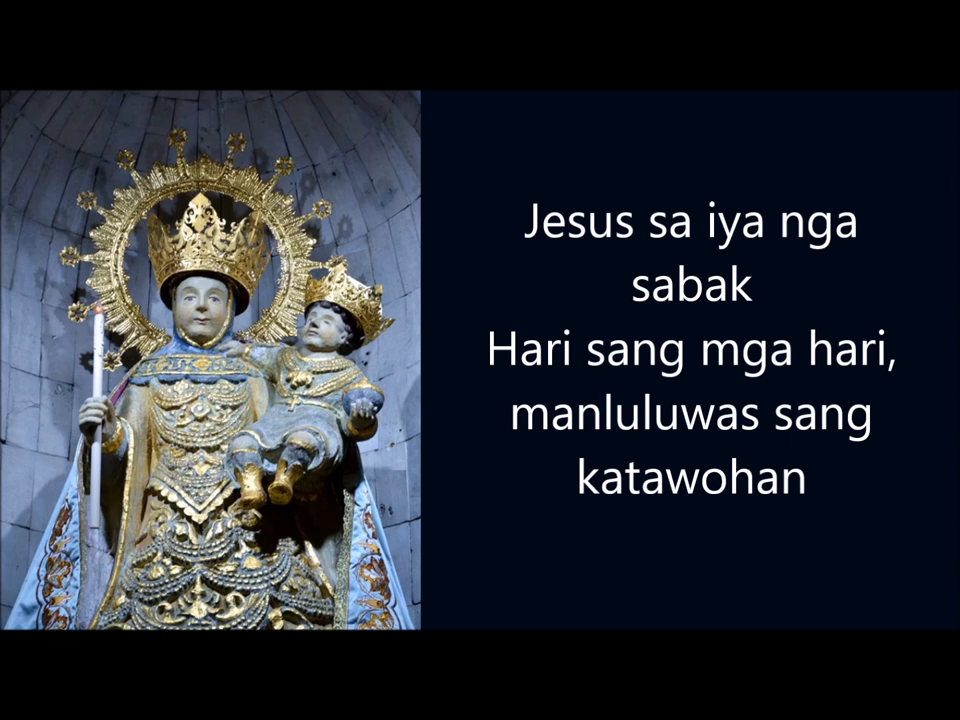 Jesus sa iya nga
sabak
Hari sang mga hari,
manluluwas sang
katawohan